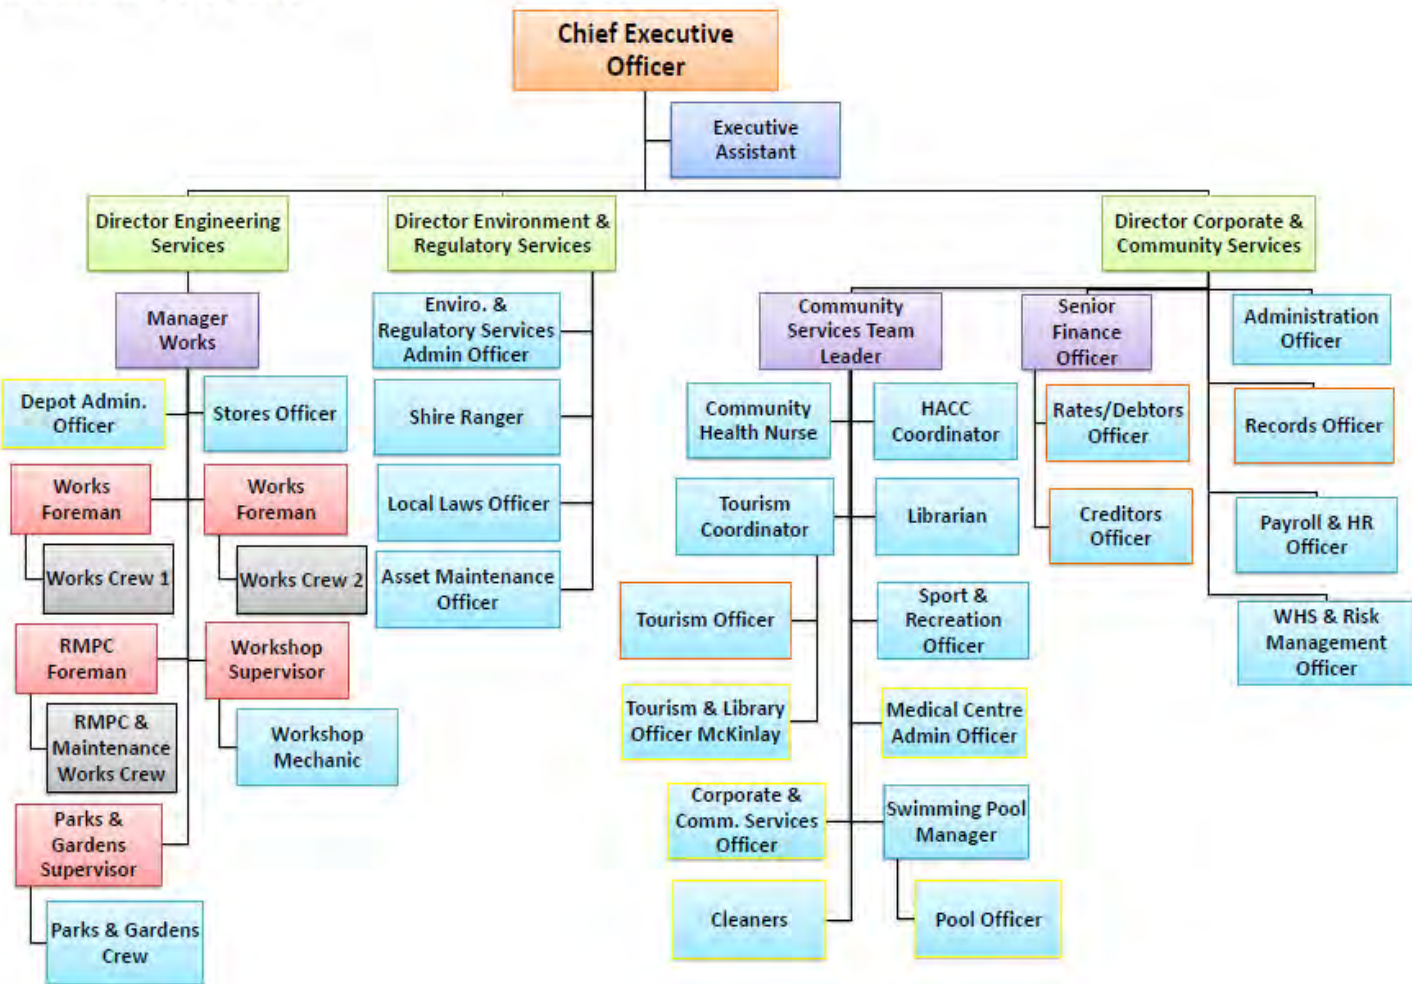 Chief Executive
Officer
Executive
Assistant
Director Engineering
Services
Director Environment &
Regulatory Services
Director Corporate &
Community Services
Manager
Works
Depot Admin.
Officer
Stores Officer
Works
Foreman
Works
Foreman
Works Crew 1
Works Crew 2
RMPC
Foreman
Workshop
Supervisor
RMPC &
Maintenance
Works Crew
Workshop
Mechanic
Parks &
Gardens
Supervisor
Parks & Gardens
Crew
Enviro. &
Regulatory Services
Admin Officer
Shire Ranger
Local Laws Officer
Asset Maintenance
Officer
Community
Services Team
Leader
Community
Health Nurse
HACC
Coordinator
Tourism
Coordinator
Librarian
Tourism Officer
Sport &
Recreation
Officer
Tourism & Library
Officer McKinlay
Medical Centre
Admin Officer
Corporate &
Comm. Services
Officer
Swimming Pool
Manager
Cleaners
Pool Officer
Senior
Finance
Officer
Rates/Debtors
Officer
Creditors
Officer
Administration
Officer
Records Officer
Payroll & HR
Officer
WHS & Risk
Management
Officer